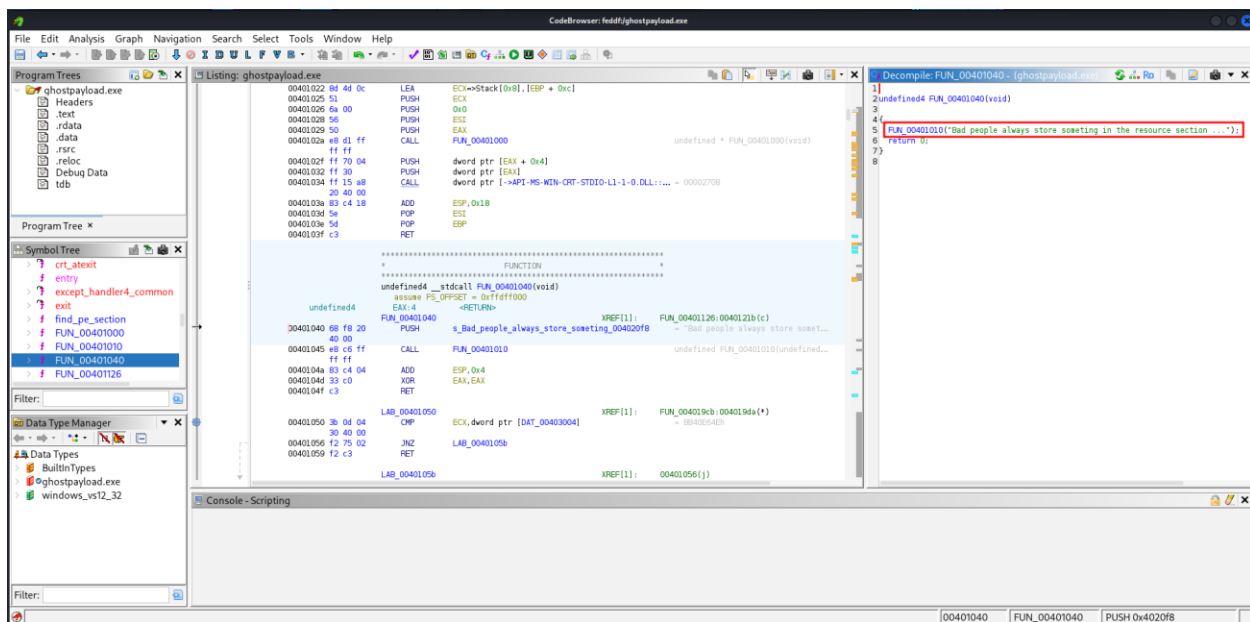 CodeBrowser: feddf:/ghostpayload.exe
File Edit Analysis Graph Navigation Search Select Tools Window Help
I D U L F V B
Program Trees
ghostpayload.exe
Headers
.text
.rdata
.data
.rsrc
.reloc
Debug Data
tdb
Program Tree ×
Symbol Tree
crt_atexit
entry
except_handler4_common
exit
find_pe_section
FUN_00401000
FUN_00401010
FUN_00401040
FUN_00401126
Filter:
Data Type Manager
Data Types
BuiltInTypes
ghostpayload.exe
windows_vs12_32
Filter:
Listing: ghostpayload.exe
00401022 8d 4d 0c LEA ECX=>Stack[0x8],[EBP + 0xc]
00401025 51 PUSH ECX
00401026 6a 00 PUSH 0x0
00401028 56 PUSH ESI
00401029 50 PUSH EAX
0040102a e8 d1 ff CALL FUN_00401000 undefined * FUN_00401000(void)
ff ff
0040102f ff 70 04 PUSH dword ptr [EAX + 0x4]
00401032 ff 30 PUSH dword ptr [EAX]
00401034 ff 15 a8 CALL dword ptr [->API-MS-WIN-CRT-STDIO-L1-1-0.DLL::... = 00002708
20 40 00
0040103a 83 c4 18 ADD ESP,0x18
0040103d 5e POP ESI
0040103e 5d POP EBP
0040103f c3 RET
* FUNCTION *
undefined4 __stdcall FUN_00401040(void)
assume FS_OFFSET = 0xffdff000
undefined4 EAX:4 <RETURN>
FUN_00401040 XREF[1]: FUN_00401126:0040121b(c)
00401040 68 f8 20 PUSH s_Bad_people_always_store_someting_004020f8 = "Bad people always store somet...
40 00
00401045 e8 c6 ff CALL FUN_00401010 undefined FUN_00401010(undefined...
ff ff
0040104a 83 c4 04 ADD ESP,0x4
0040104d 33 c0 XOR EAX,EAX
0040104f c3 RET
LAB_00401050 XREF[1]: FUN_004019cb:004019da(*)
00401050 3b 0d 04 CMP ECX,dword ptr [DAT_00403004] = BB40E64Eh
30 40 00
00401056 f2 75 02 JNZ LAB_0040105b
00401059 f2 c3 RET
LAB_0040105b XREF[1]: 00401056(j)
Decompile: FUN_00401040 - (ghostpayload.exe)
1
2 undefined4 FUN_00401040(void)
3
4 {
5 FUN_00401010("Bad people always store someting in the resource section ...");
6 return 0;
7 }
8
Console - Scripting
00401040 FUN_00401040 PUSH 0x4020f8